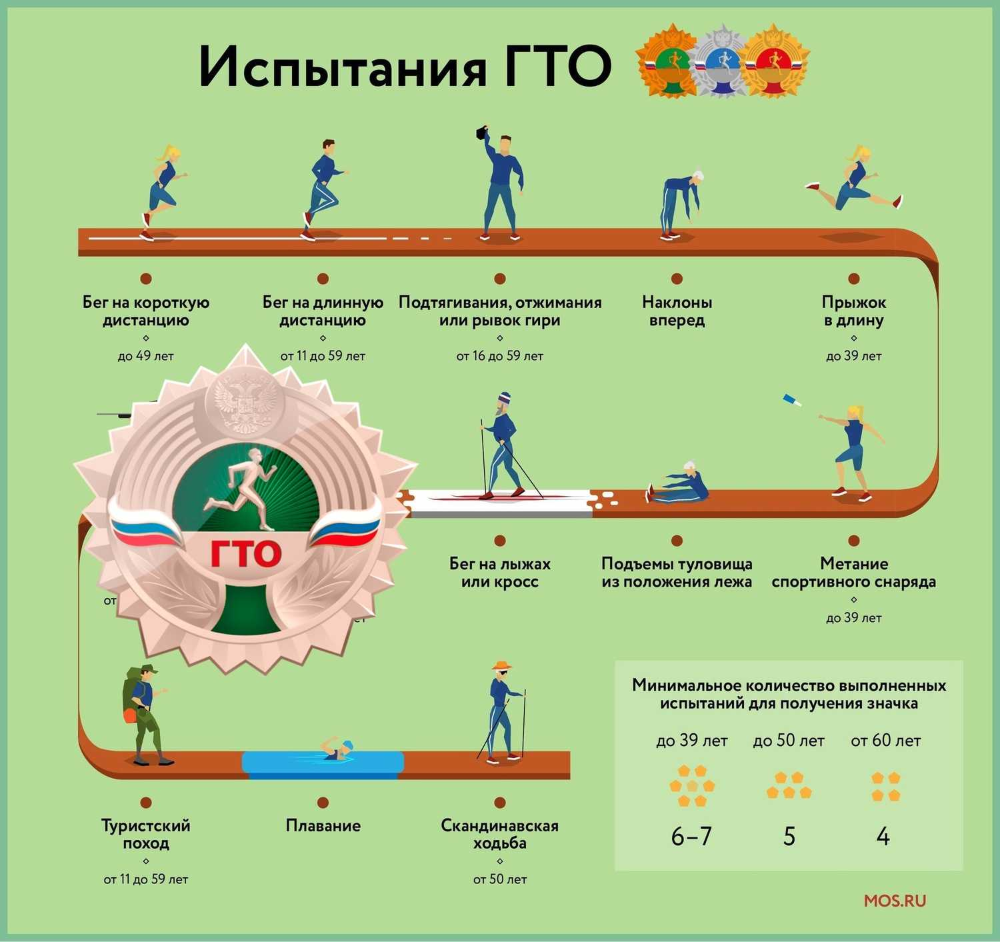 Испытания ГТО
Бег на короткую
дистанцию
до 49 лет
Бег на длинную
дистанцию
от 11 до 59 лет
Подтягивания, отжимания
или рывок гири
от 16 до 59 лет
Наклоны
вперед
Прыжок
в длину
до 39 лет
ГТО
от
Бег на лыжах
или кросс
Подъемы туловища
из положения лежа
Метание
спортивного снаряда
до 39 лет
Туристский
поход
от 11 до 59 лет
Плавание
Скандинавская
ходьба
от 50 лет
Минимальное количество выполненных
испытаний для получения значка
до 39 лет до 50 лет от 60 лет
6–7 5 4
MOS.RU